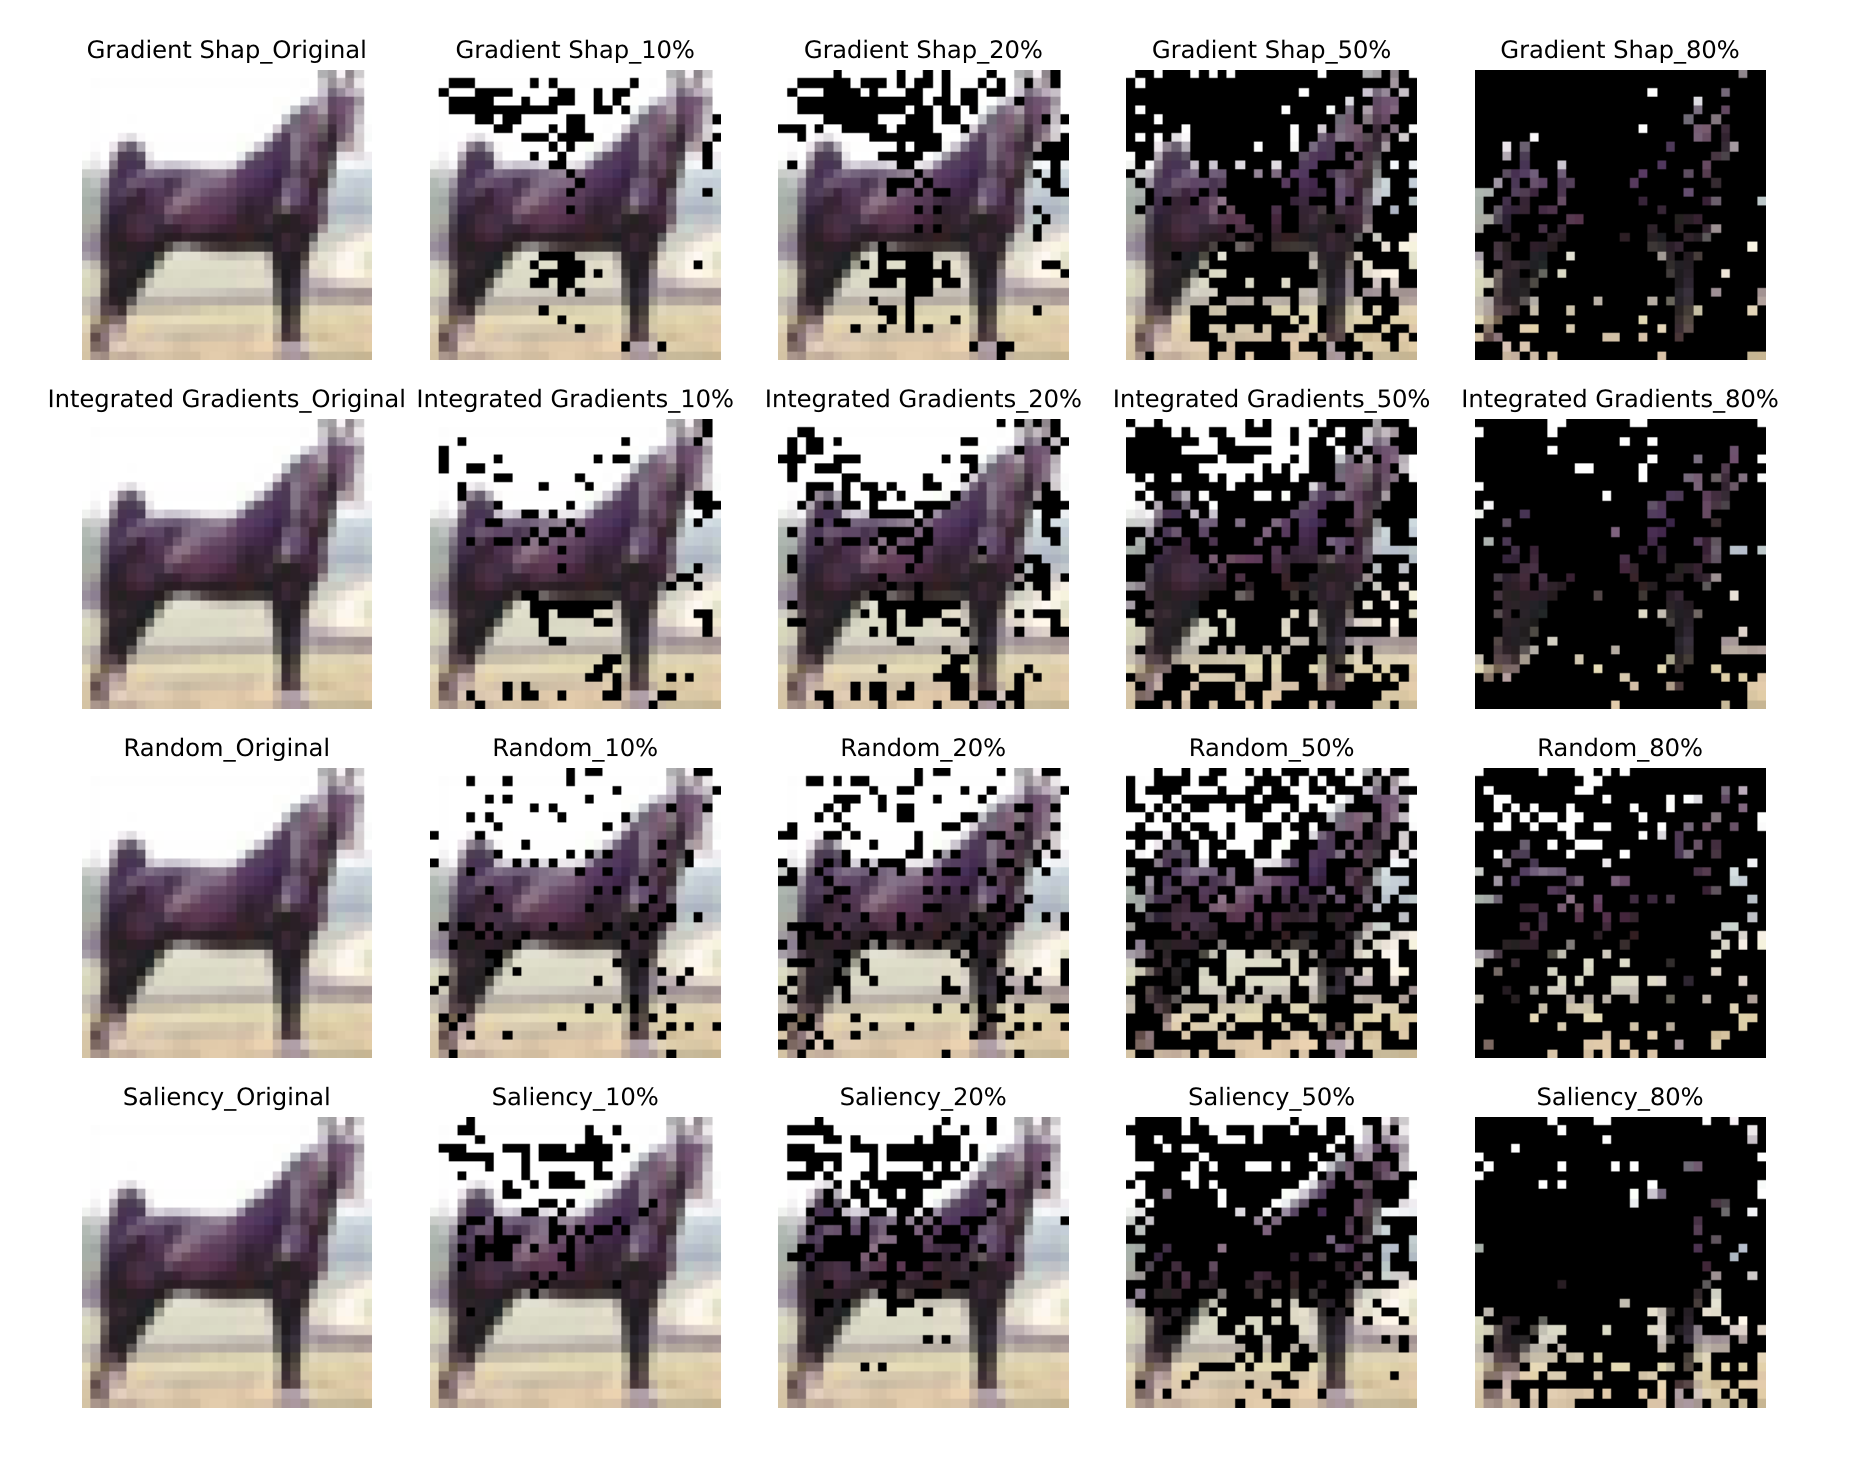 Gradient Shap_Original Gradient Shap_10% Gradient Shap_20% Gradient Shap_50% Gradient Shap_80%
Integrated Gradients_Original Integrated Gradients_10% Integrated Gradients_20% Integrated Gradients_50% Integrated Gradients_80%
Random_Original Random_10% Random_20% Random_50% Random_80%
Saliency_Original Saliency_10% Saliency_20% Saliency_50% Saliency_80%